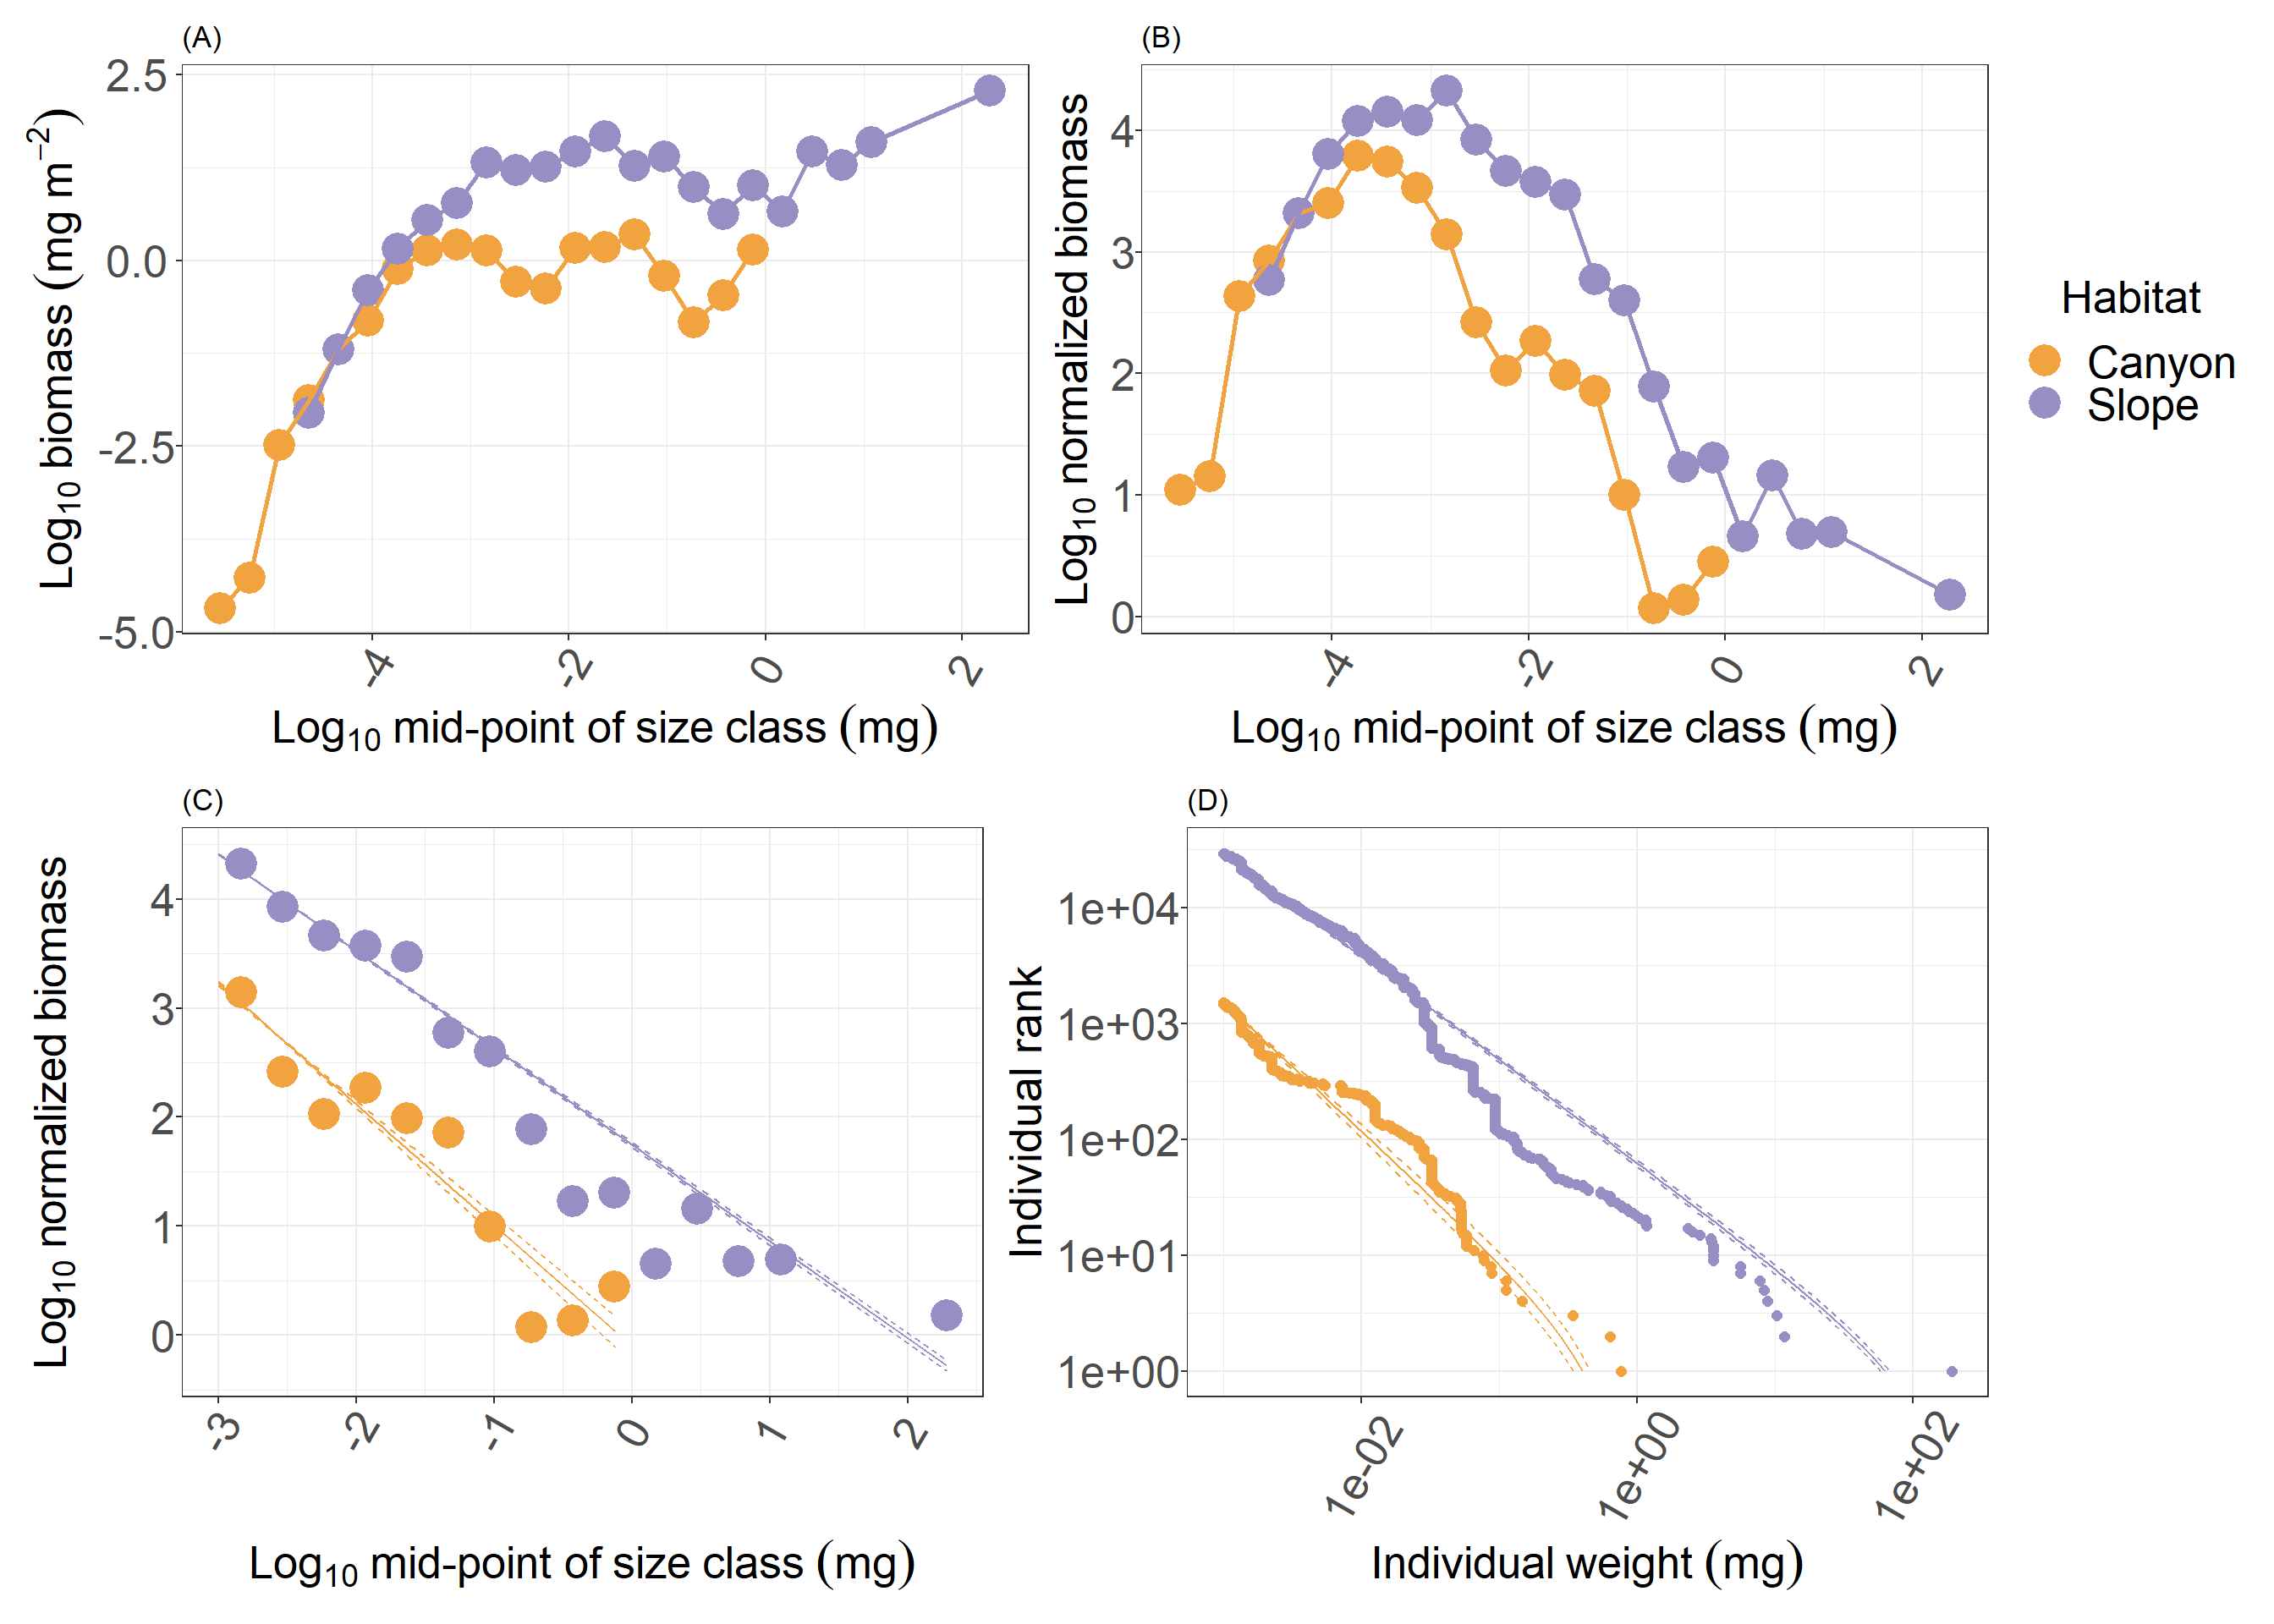 (A)
2.5
0.0
-2.5
-5.0
Log10 biomass (mg m−2)
-4
-2
0
2
Log10 mid-point of size class (mg)
(B)
4
3
2
1
0
Log10 normalized biomass
-4
-2
0
2
Log10 mid-point of size class (mg)
Habitat
Canyon
Slope
(C)
4
3
2
1
0
Log10 normalized biomass
-3
-2
-1
0
1
2
Log10 mid-point of size class (mg)
(D)
1e+04
1e+03
1e+02
1e+01
1e+00
Individual rank
1e-02
1e+00
1e+02
Individual weight (mg)